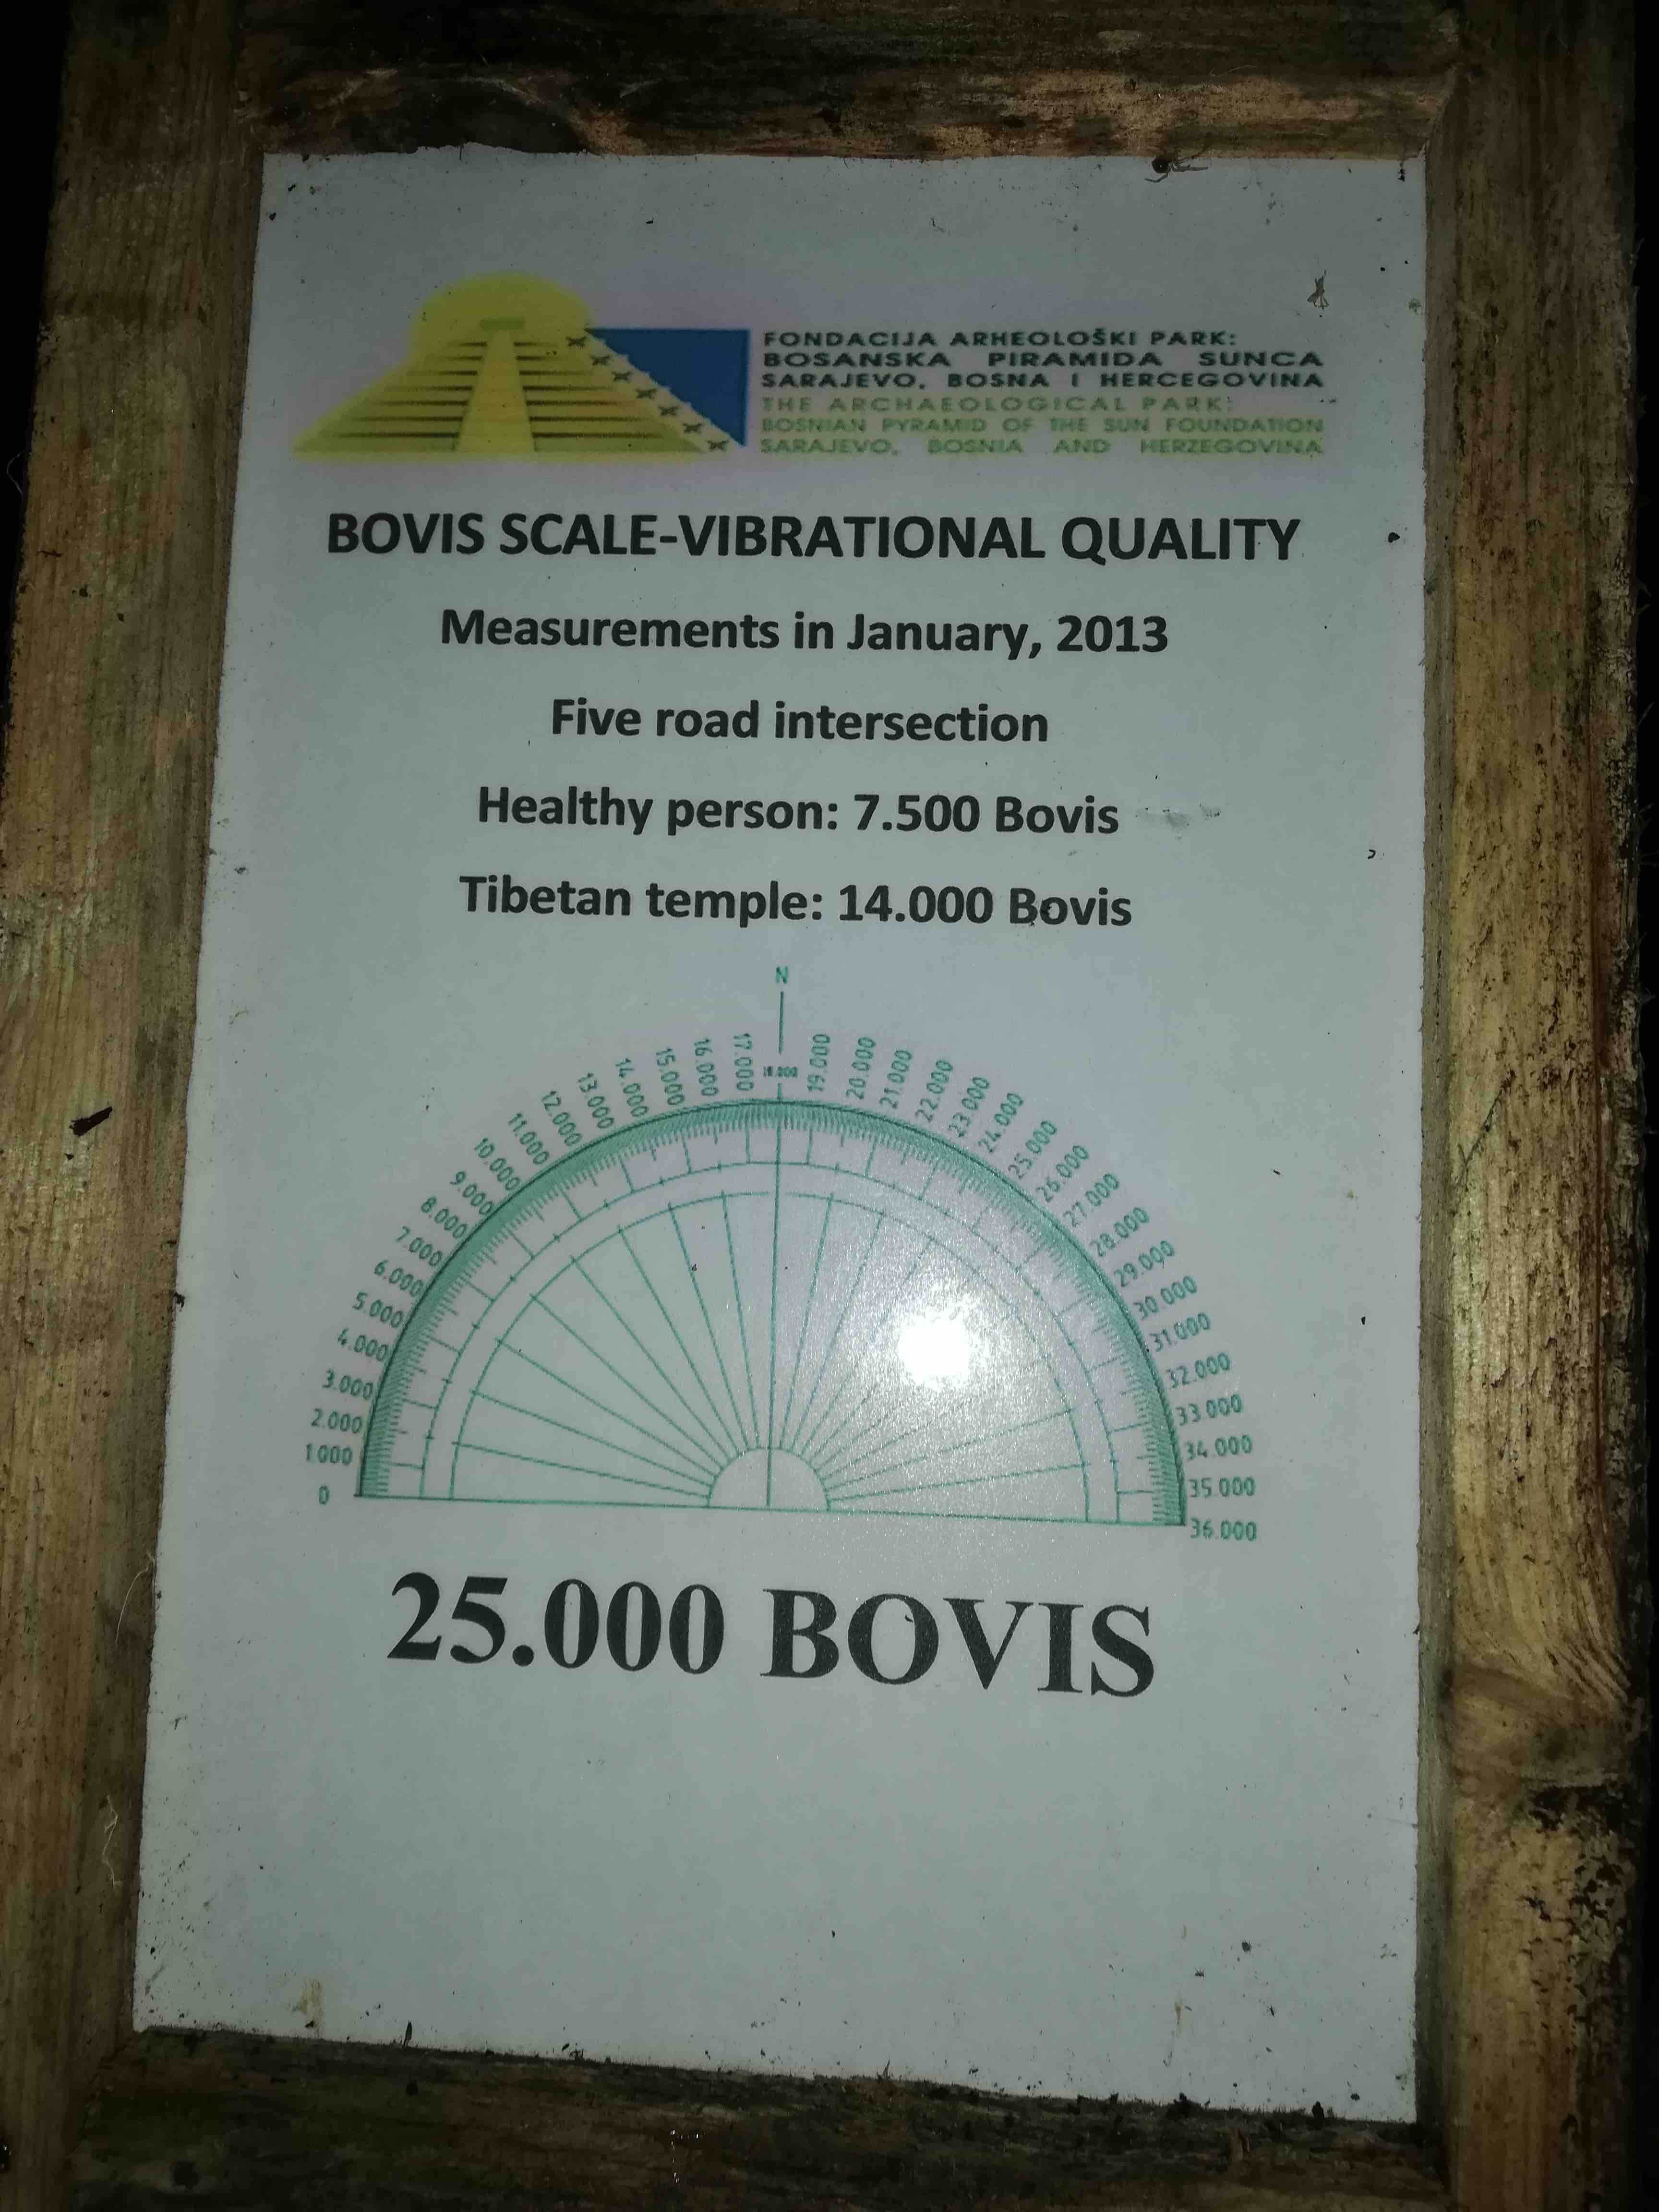 FONDACIJA ARHEOLOŠKI PARK:
BOSANSKA PIRAMIDA SUNCA
SARAJEVO, BOSNA I HERCEGOVINA
THE ARCHAEOLOGICAL PARK:
BOSNIAN PYRAMID OF THE SUN FOUNDATION
SARAJEVO, BOSNIA AND HERZEGOVINA
BOVIS SCALE-VIBRATIONAL QUALITY
Measurements in January, 2013
Five road intersection
Healthy person: 7.500 Bovis
Tibetan temple: 14.000 Bovis
N
0
1000
2.000
3.000
4.000
5.000
6.000
7.000
8.000
9.000
10.000
11.000
12.000
13.000
14.000
15.000
16.000
17.000
19.000
20.000
21.000
22.000
23.000
24.000
25.000
26.000
27.000
28.000
29.000
30.000
31.000
32.000
33.000
34.000
35.000
36.000
25.000 BOVIS